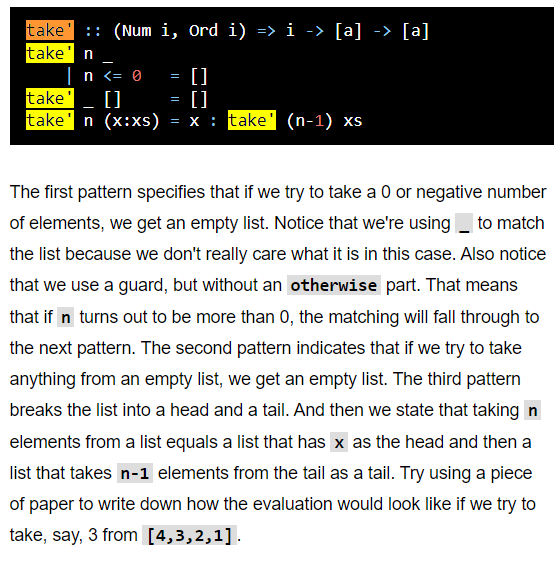 take' :: (Num i, Ord i) => i -> [a] -> [a]
take' n _
    | n <= 0   = []
take' _ []     = []
take' n (x:xs) = x : take' (n-1) xs
The first pattern specifies that if we try to take a 0 or negative number
of elements, we get an empty list. Notice that we're using _ to match
the list because we don't really care what it is in this case. Also notice
that we use a guard, but without an otherwise part. That means
that if n turns out to be more than 0, the matching will fall through to
the next pattern. The second pattern indicates that if we try to take
anything from an empty list, we get an empty list. The third pattern
breaks the list into a head and a tail. And then we state that taking n
elements from a list equals a list that has x as the head and then a
list that takes n-1 elements from the tail as a tail. Try using a piece
of paper to write down how the evaluation would look like if we try to
take, say, 3 from [4,3,2,1].